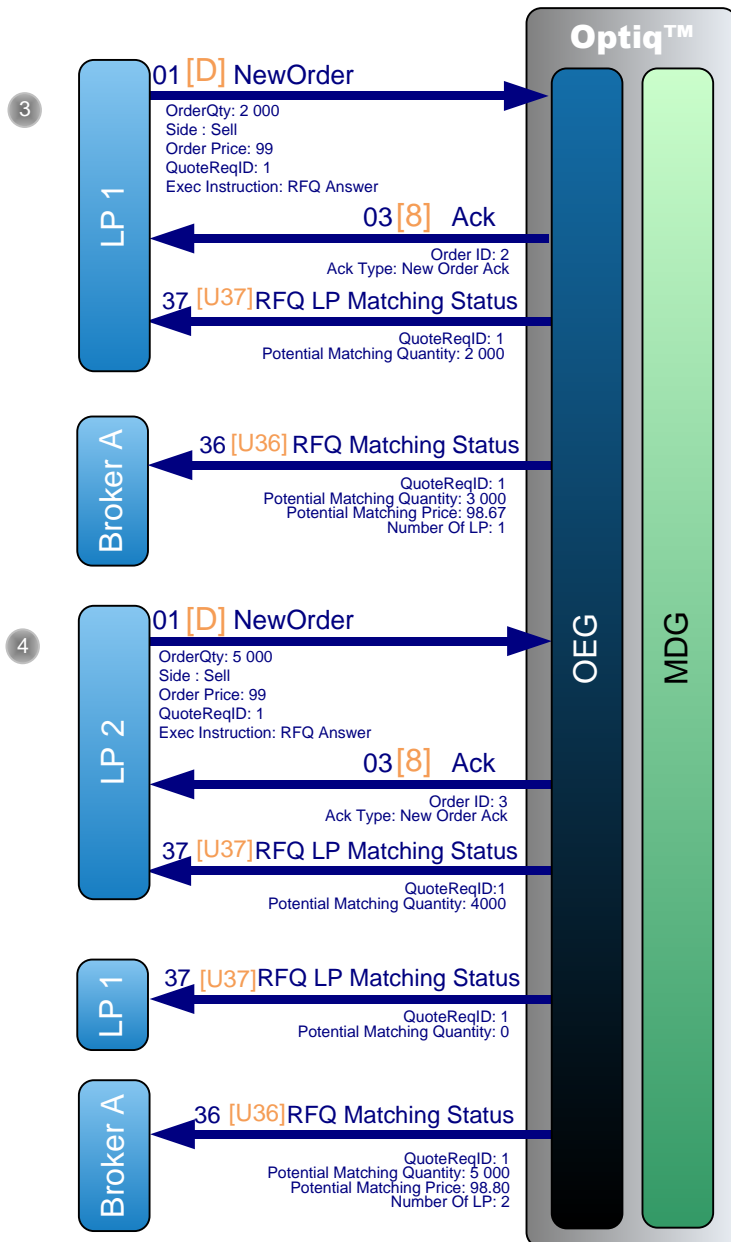 Optiq™
3
LP 1
01 [D] NewOrder
OrderQty: 2 000
Side : Sell
Order Price: 99
QuoteReqID: 1
Exec Instruction: RFQ Answer
03 [8] Ack
Order ID: 2
Ack Type: New Order Ack
37 [U37] RFQ LP Matching Status
QuoteReqID: 1
Potential Matching Quantity: 2 000
Broker A
36 [U36] RFQ Matching Status
QuoteReqID: 1
Potential Matching Quantity: 3 000
Potential Matching Price: 98.67
Number Of LP: 1
4
LP 2
01 [D] NewOrder
OrderQty: 5 000
Side : Sell
Order Price: 99
QuoteReqID: 1
Exec Instruction: RFQ Answer
03 [8] Ack
Order ID: 3
Ack Type: New Order Ack
37 [U37] RFQ LP Matching Status
QuoteReqID:1
Potential Matching Quantity: 4000
LP 1
37 [U37] RFQ LP Matching Status
QuoteReqID: 1
Potential Matching Quantity: 0
Broker A
36 [U36] RFQ Matching Status
QuoteReqID: 1
Potential Matching Quantity: 5 000
Potential Matching Price: 98.80
Number Of LP: 2
OEG
MDG